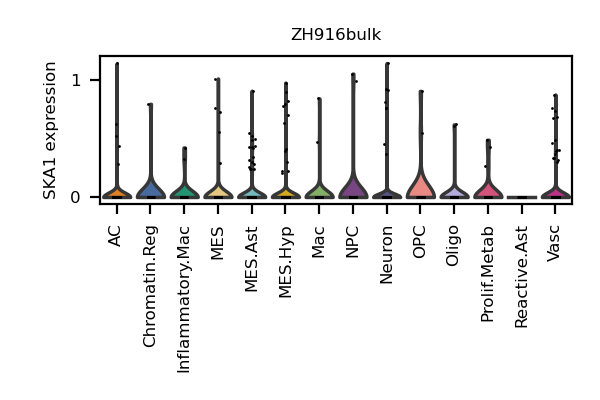 ZH916bulk
SKA1 expression
1
0
AC
Chromatin.Reg
Inflammatory.Mac
MES
MES.Ast
MES.Hyp
Mac
NPC
Neuron
OPC
Oligo
Prolif.Metab
Reactive.Ast
Vasc